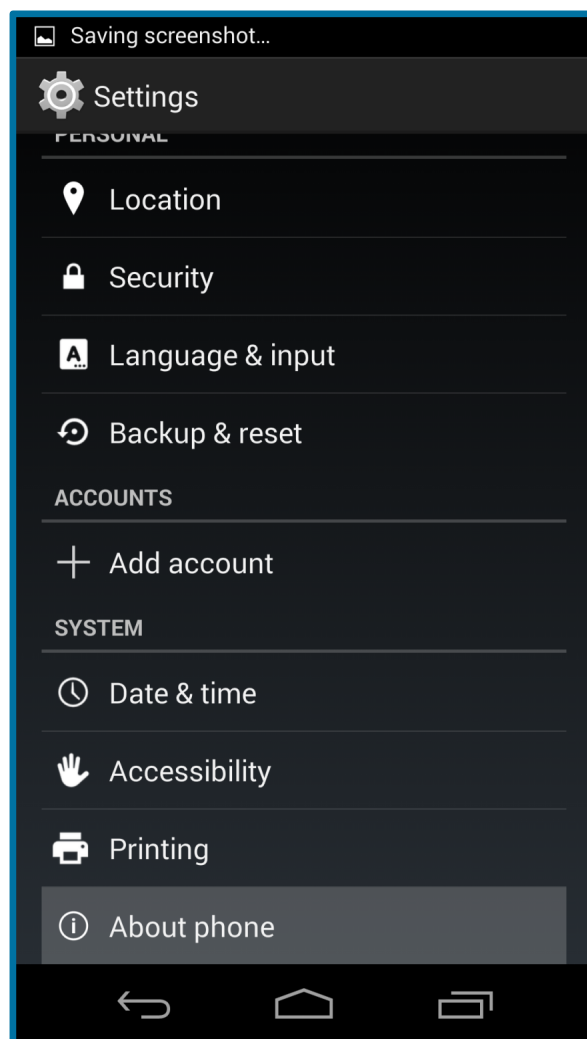 Saving screenshot...
Settings
PERSONAL
Location
Security
A...
Language & input
Backup & reset
ACCOUNTS
Add account
SYSTEM
Date & time
Accessibility
Printing
About phone